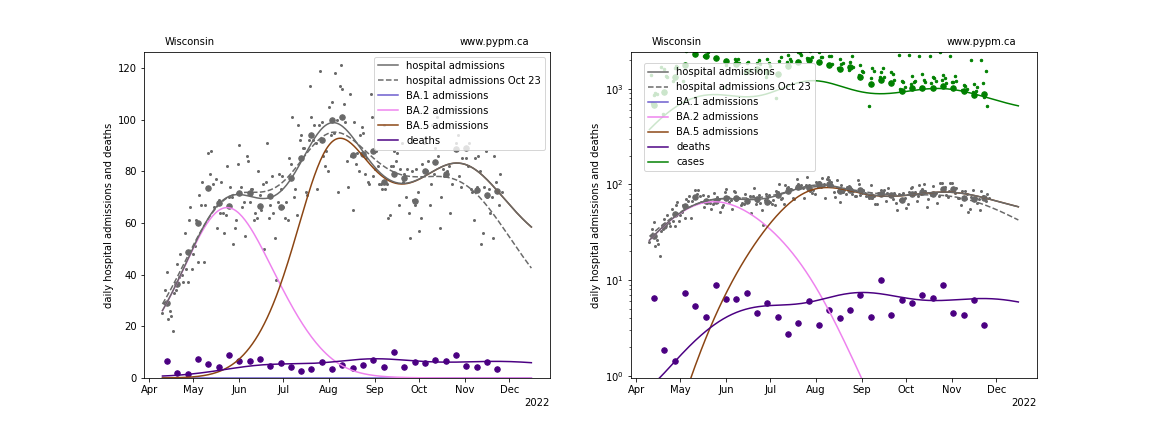 Wisconsin
www.pypm.ca
hospital admissions
hospital admissions Oct 23
BA.1 admissions
BA.2 admissions
BA.5 admissions
deaths
daily hospital admissions and deaths
120
100
80
60
40
20
0
Apr May Jun Jul Aug Sep Oct Nov Dec
2022
Wisconsin
www.pypm.ca
hospital admissions
hospital admissions Oct 23
BA.1 admissions
BA.2 admissions
BA.5 admissions
deaths
cases
daily hospital admissions and deaths
10³
10²
10¹
10⁰
Apr May Jun Jul Aug Sep Oct Nov Dec
2022